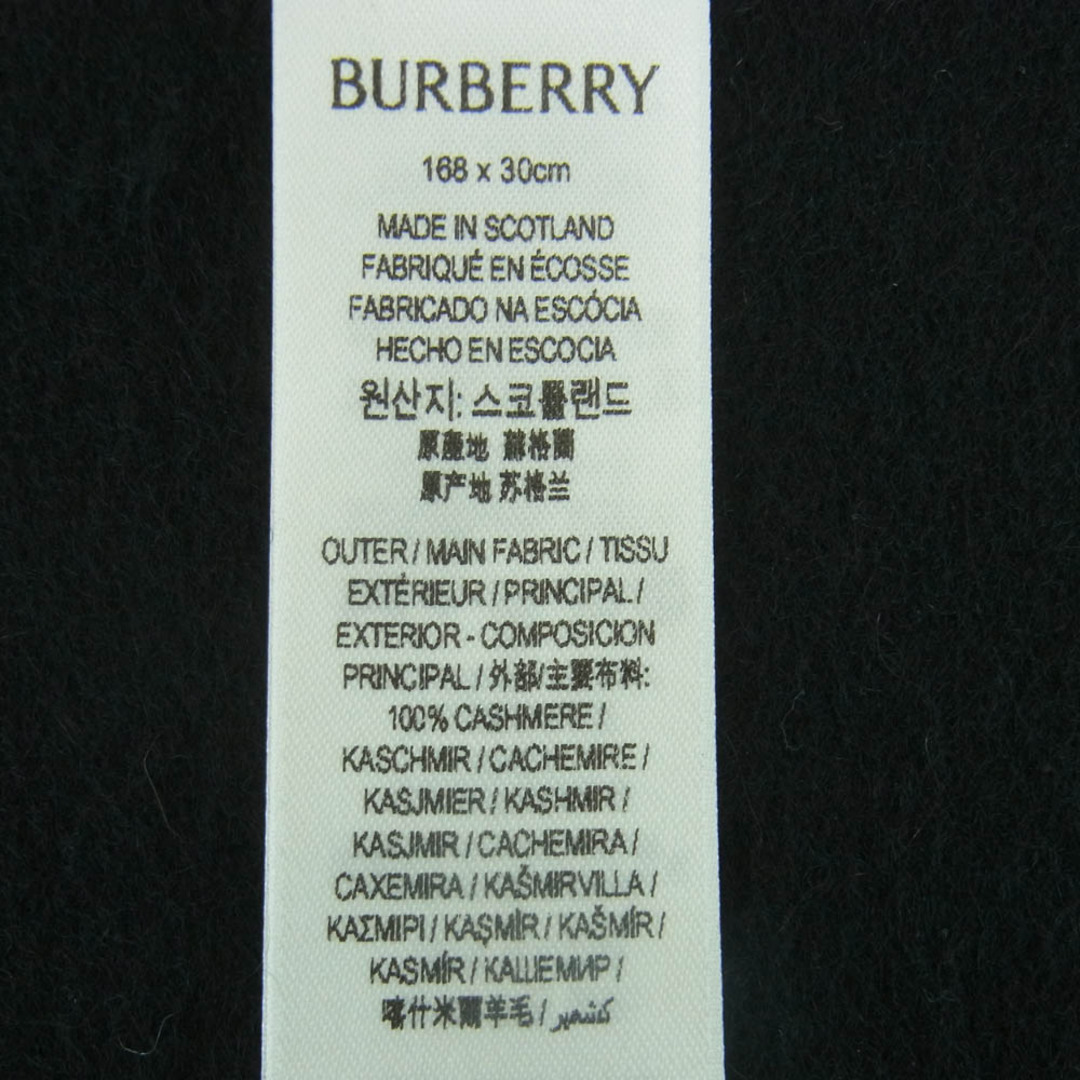 BURBERRY
168 x 30cm
MADE IN SCOTLAND
FABRIQUÉ EN ÉCOSSE
FABRICADO NA ESCÓCIA
HECHO EN ESCOCIA
원산지: 스코틀랜드
原產地 蘇格蘭
原产地 苏格兰
OUTER / MAIN FABRIC / TISSU
EXTÉRIEUR / PRINCIPAL /
EXTERIOR - COMPOSICION
PRINCIPAL / 外部/主要布料:
100% CASHMERE /
KASCHMIR / CACHEMIRE /
KASJMIER / KASHMIR /
KASJMIR / CACHEMIRA /
CAXEMIRA / KAŠMIRVILLA /
ΚΑΣΜΙΡΙ / KAŞMİR / KAŠMÍR /
KASMÍR / КАШЕМИР /
喀什米爾羊毛 / كشمير